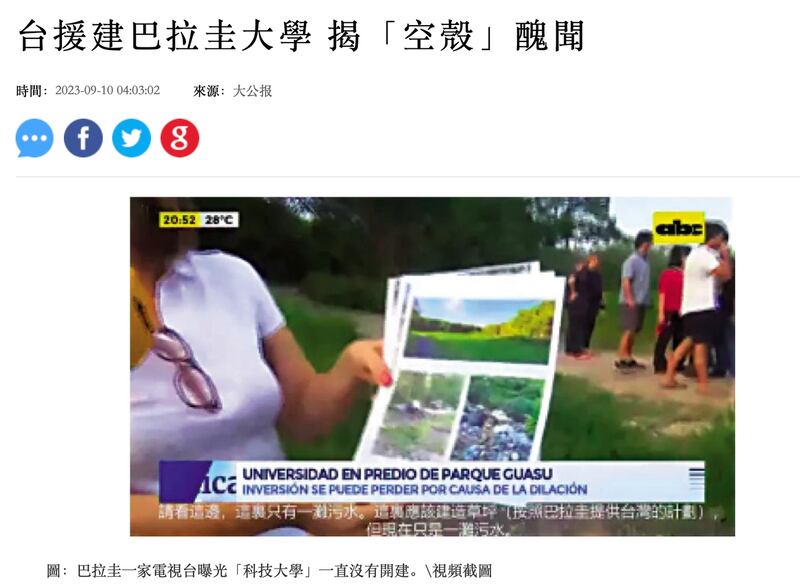 台援建巴拉圭大學 揭「空殼」醜聞
時間：2023-09-10 04:03:02 來源：大公報
20:52 28°C
abc
ica
UNIVERSIDAD EN PREDIO DE PARQUE GUASU
INVERSIÓN SE PUEDE PERDER POR CAUSA DE LA DILACIÓN
請看這邊，這裏只有一灘污水。這裏應該建造草坪（按照巴拉圭提供台灣的計劃），
但現在只是一灘污水。
圖：巴拉圭一家電視台曝光「科技大學」一直沒有開建。\視頻截圖